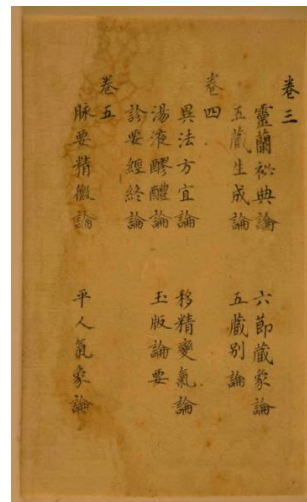 卷三
靈蘭祕典論 六節藏象論
五藏生成論 五藏別論
卷四
異法方宜論 移精變氣論
湯液醪醴論 玉版論要
診要經終論
卷五
脉要精微論 平人氣象論